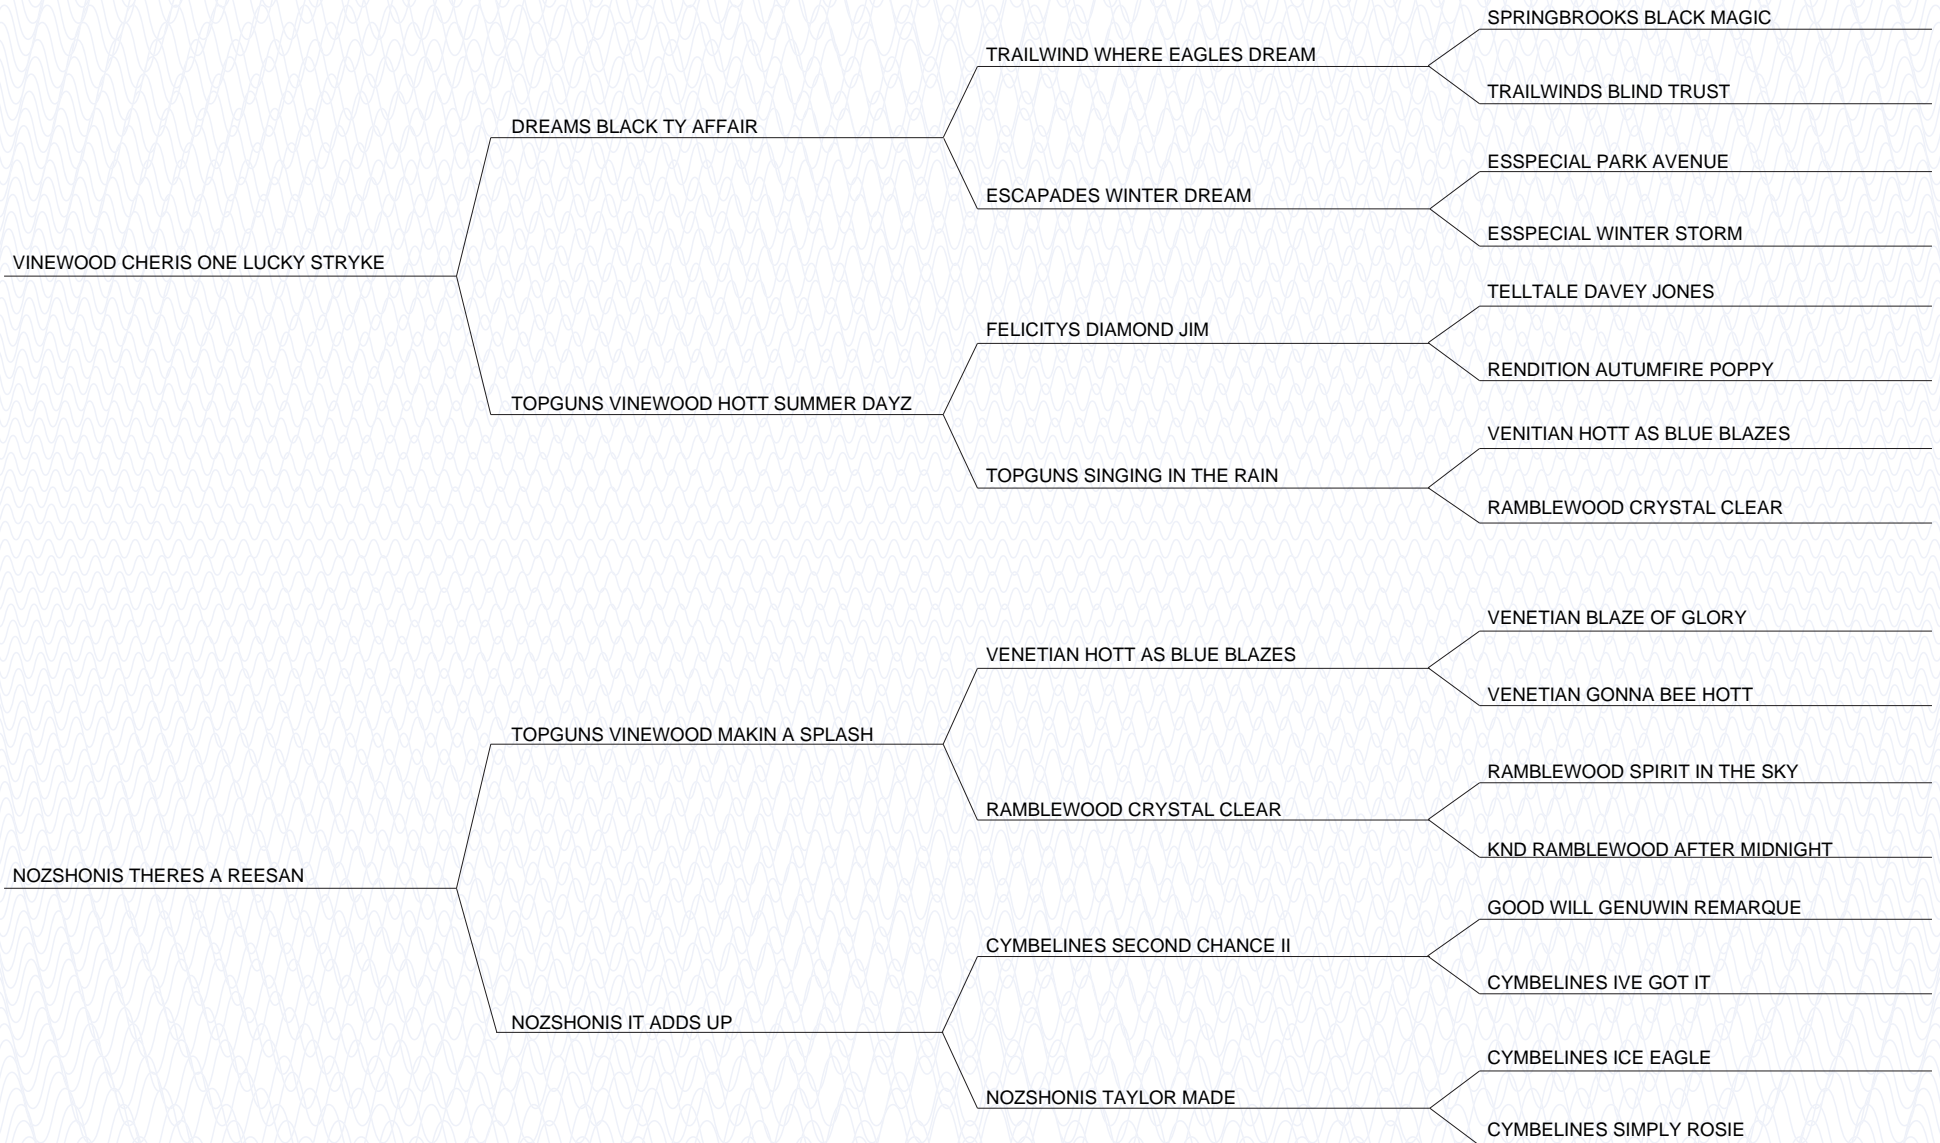 SPRINGBROOKS BLACK MAGIC
TRAILWIND WHERE EAGLES DREAM
TRAILWINDS BLIND TRUST
DREAMS BLACK TY AFFAIR
ESSPECIAL PARK AVENUE
ESCAPADES WINTER DREAM
ESSPECIAL WINTER STORM
VINEWOOD CHERIS ONE LUCKY STRYKE
TELLTALE DAVEY JONES
FELICITYS DIAMOND JIM
RENDITION AUTUMFIRE POPPY
TOPGUNS VINEWOOD HOTT SUMMER DAYZ
VENITIAN HOTT AS BLUE BLAZES
TOPGUNS SINGING IN THE RAIN
RAMBLEWOOD CRYSTAL CLEAR
VENETIAN BLAZE OF GLORY
VENETIAN HOTT AS BLUE BLAZES
VENETIAN GONNA BEE HOTT
TOPGUNS VINEWOOD MAKIN A SPLASH
RAMBLEWOOD SPIRIT IN THE SKY
RAMBLEWOOD CRYSTAL CLEAR
KND RAMBLEWOOD AFTER MIDNIGHT
NOZSHONIS THERES A REESAN
GOOD WILL GENUWIN REMARQUE
CYMBELINES SECOND CHANCE II
CYMBELINES IVE GOT IT
NOZSHONIS IT ADDS UP
CYMBELINES ICE EAGLE
NOZSHONIS TAYLOR MADE
CYMBELINES SIMPLY ROSIE